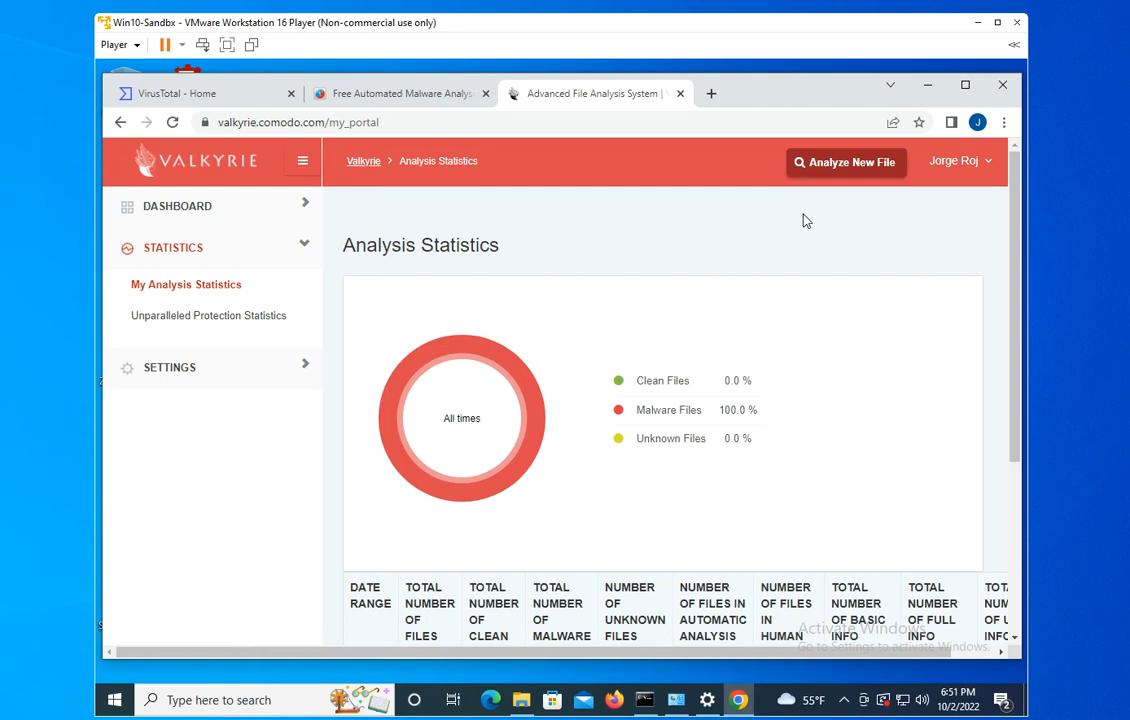 Win10-Sandbx - VMware Workstation 16 Player (Non-commercial use only)
Player
VirusTotal - Home
Free Automated Malware Analys
Advanced File Analysis System |
valkyrie.comodo.com/my_portal
J
VALKYRIE
Valkyrie > Analysis Statistics
Analyze New File
Jorge Roj
DASHBOARD
STATISTICS
My Analysis Statistics
Unparalleled Protection Statistics
SETTINGS
Analysis Statistics
All times
Clean Files 0.0 %
Malware Files 100.0 %
Unknown Files 0.0 %
DATE RANGE
TOTAL NUMBER OF FILES
TOTAL NUMBER OF CLEAN
TOTAL NUMBER OF MALWARE
NUMBER OF UNKNOWN FILES
NUMBER OF FILES IN AUTOMATIC ANALYSIS
NUMBER OF FILES IN HUMAN
TOTAL NUMBER OF BASIC INFO
TOTAL NUMBER OF FULL INFO
Activate Windows
Go to Settings to activate Windows.
Type here to search
55°F
6:51 PM
10/2/2022
2